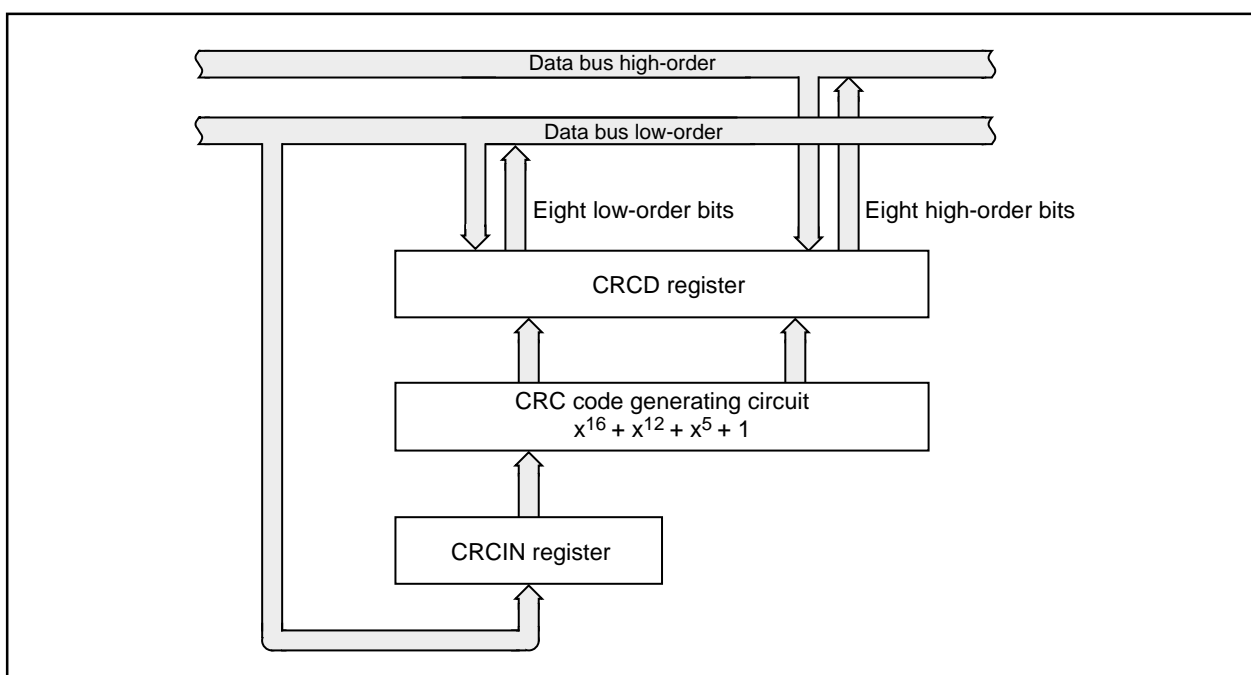 Data bus high-order
Data bus low-order
Eight low-order bits
Eight high-order bits
CRCD register
CRC code generating circuit
x¹⁶ + x¹² + x⁵ + 1
CRCIN register